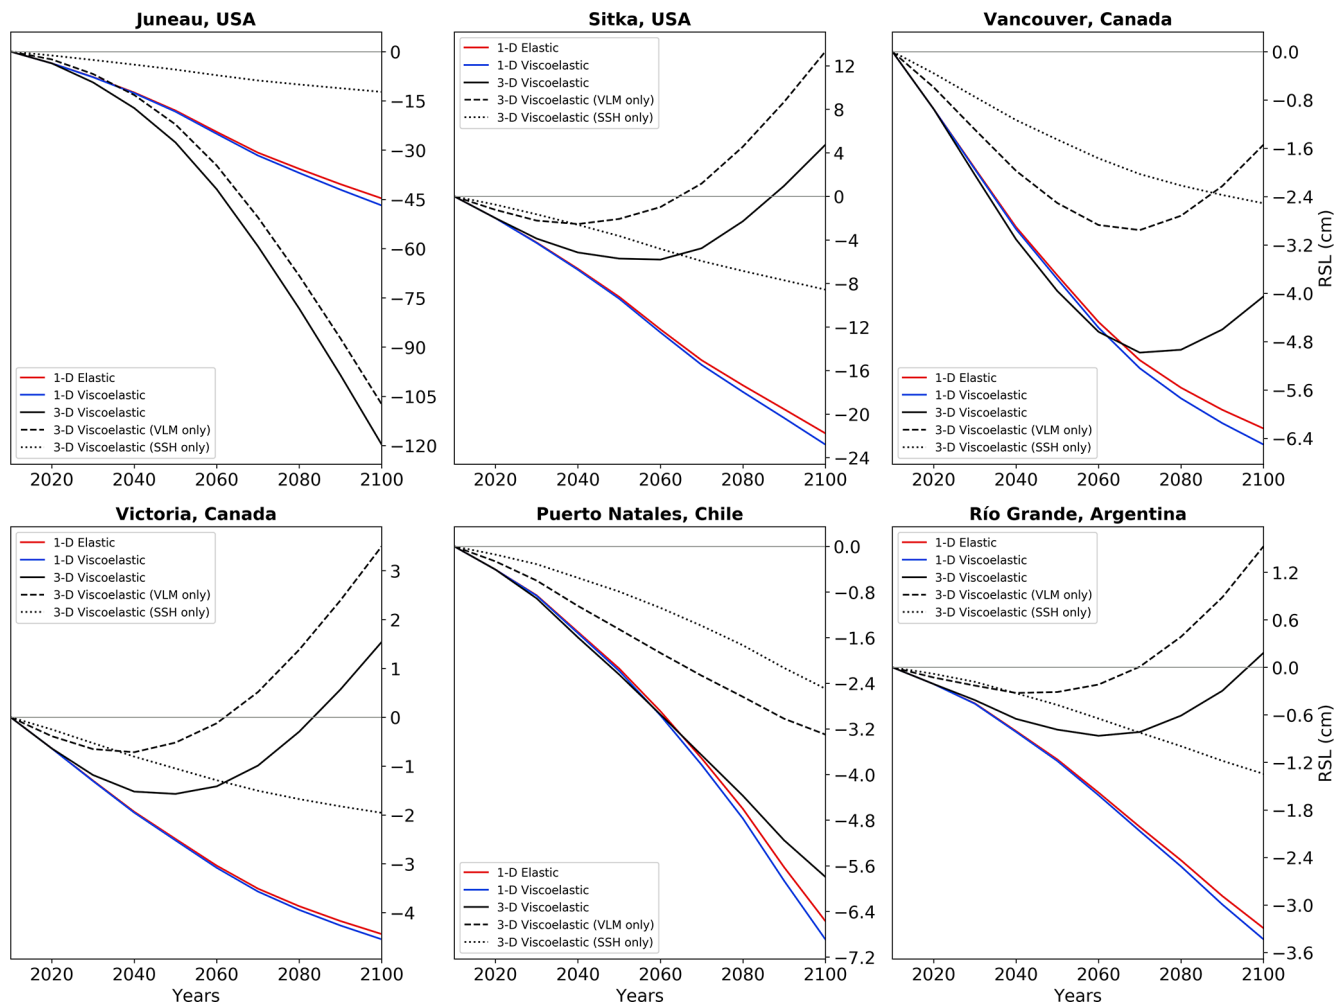 Juneau, USA
0
−15
−30
−45
−60
−75
−90
−105
−120
1-D Elastic
1-D Viscoelastic
3-D Viscoelastic
3-D Viscoelastic (VLM only)
3-D Viscoelastic (SSH only)
2020 2040 2060 2080 2100
Sitka, USA
1-D Elastic
1-D Viscoelastic
3-D Viscoelastic
3-D Viscoelastic (VLM only)
3-D Viscoelastic (SSH only)
12
8
4
0
−4
−8
−12
−16
−20
−24
2020 2040 2060 2080 2100
Vancouver, Canada
0.0
−0.8
−1.6
−2.4
−3.2
−4.0
−4.8
−5.6
−6.4
RSL (cm)
1-D Elastic
1-D Viscoelastic
3-D Viscoelastic
3-D Viscoelastic (VLM only)
3-D Viscoelastic (SSH only)
2020 2040 2060 2080 2100
Victoria, Canada
1-D Elastic
1-D Viscoelastic
3-D Viscoelastic
3-D Viscoelastic (VLM only)
3-D Viscoelastic (SSH only)
3
2
1
0
−1
−2
−3
−4
2020 2040 2060 2080 2100
Years
Puerto Natales, Chile
0.0
−0.8
−1.6
−2.4
−3.2
−4.0
−4.8
−5.6
−6.4
−7.2
1-D Elastic
1-D Viscoelastic
3-D Viscoelastic
3-D Viscoelastic (VLM only)
3-D Viscoelastic (SSH only)
2020 2040 2060 2080 2100
Years
Río Grande, Argentina
1-D Elastic
1-D Viscoelastic
3-D Viscoelastic
3-D Viscoelastic (VLM only)
3-D Viscoelastic (SSH only)
1.2
0.6
0.0
−0.6
−1.2
−1.8
−2.4
−3.0
−3.6
RSL (cm)
2020 2040 2060 2080 2100
Years